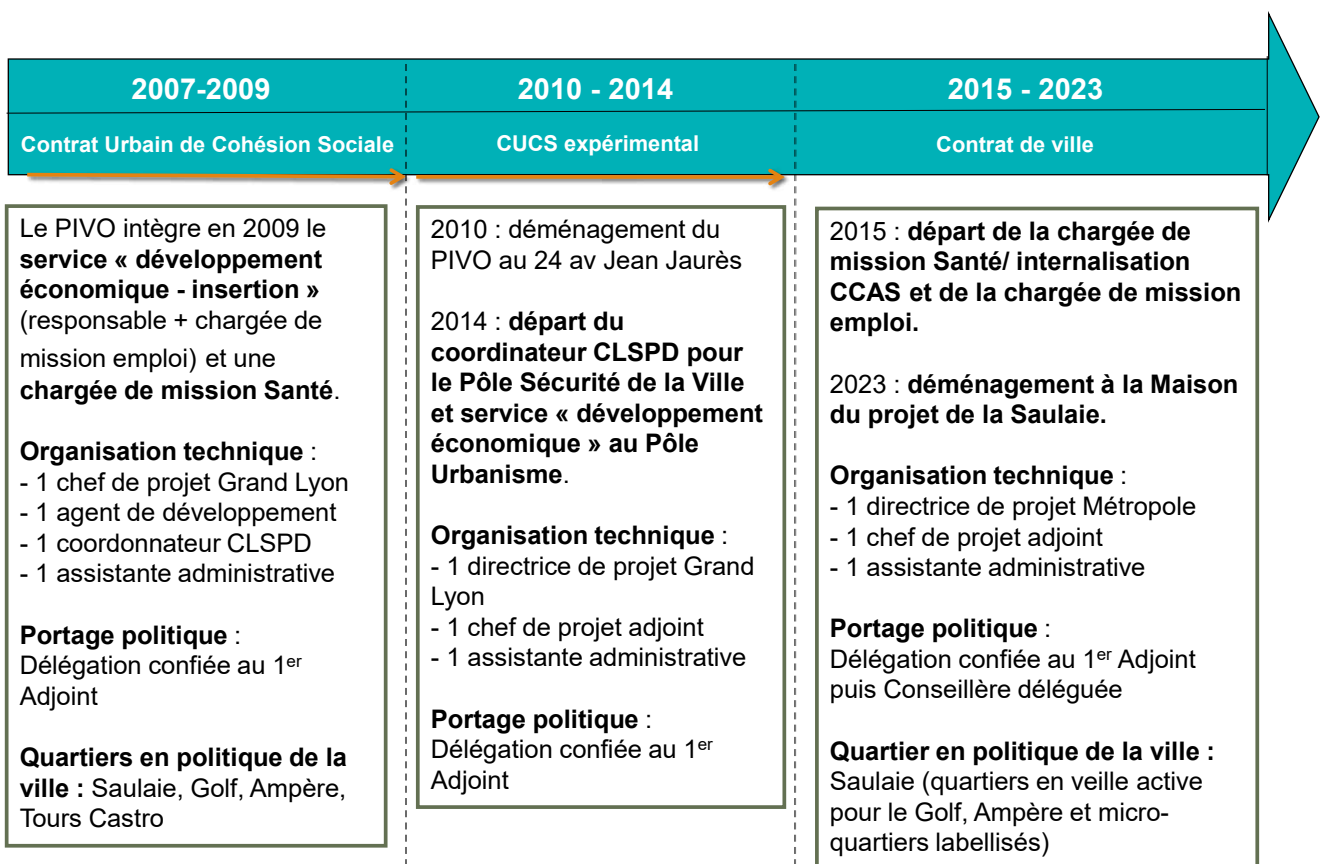 2007-2009
Contrat Urbain de Cohésion Sociale
2010 - 2014
CUCS expérimental
2015 - 2023
Contrat de ville
Le PIVO intègre en 2009 le
service « développement
économique - insertion »
(responsable + chargée de
mission emploi) et une
chargée de mission Santé.
Organisation technique :
- 1 chef de projet Grand Lyon
- 1 agent de développement
- 1 coordonnateur CLSPD
- 1 assistante administrative
Portage politique :
Délégation confiée au 1er
Adjoint
Quartiers en politique de la
ville : Saulaie, Golf, Ampère,
Tours Castro
2010 : déménagement du
PIVO au 24 av Jean Jaurès
2014 : départ du
coordinateur CLSPD pour
le Pôle Sécurité de la Ville
et service « développement
économique » au Pôle
Urbanisme.
Organisation technique :
- 1 directrice de projet Grand
Lyon
- 1 chef de projet adjoint
- 1 assistante administrative
Portage politique :
Délégation confiée au 1er
Adjoint
2015 : départ de la chargée de
mission Santé/ internalisation
CCAS et de la chargée de mission
emploi.
2023 : déménagement à la Maison
du projet de la Saulaie.
Organisation technique :
- 1 directrice de projet Métropole
- 1 chef de projet adjoint
- 1 assistante administrative
Portage politique :
Délégation confiée au 1er Adjoint
puis Conseillère déléguée
Quartier en politique de la ville :
Saulaie (quartiers en veille active
pour le Golf, Ampère et micro-
quartiers labellisés)